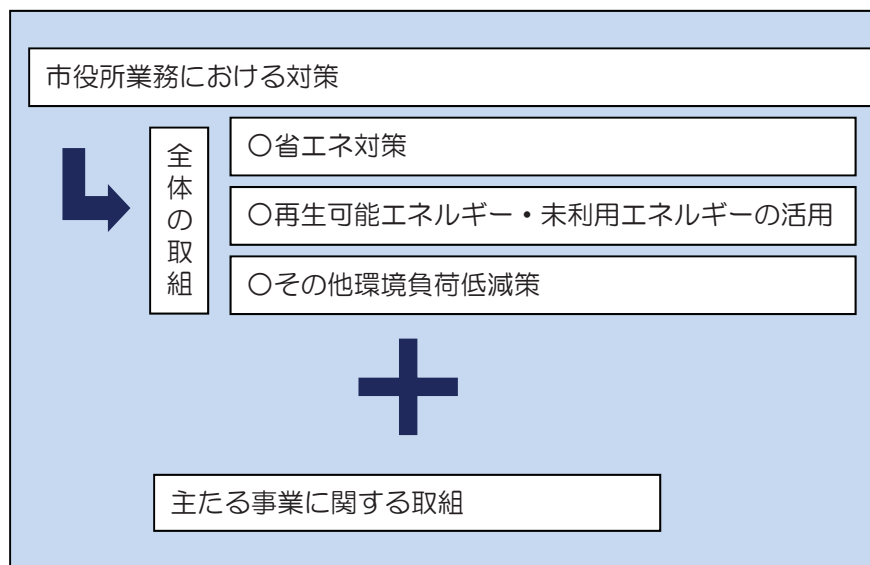 市役所業務における対策
全体の取組
〇省エネ対策
〇再生可能エネルギー・未利用エネルギーの活用
〇その他環境負荷低減策
主たる事業に関する取組